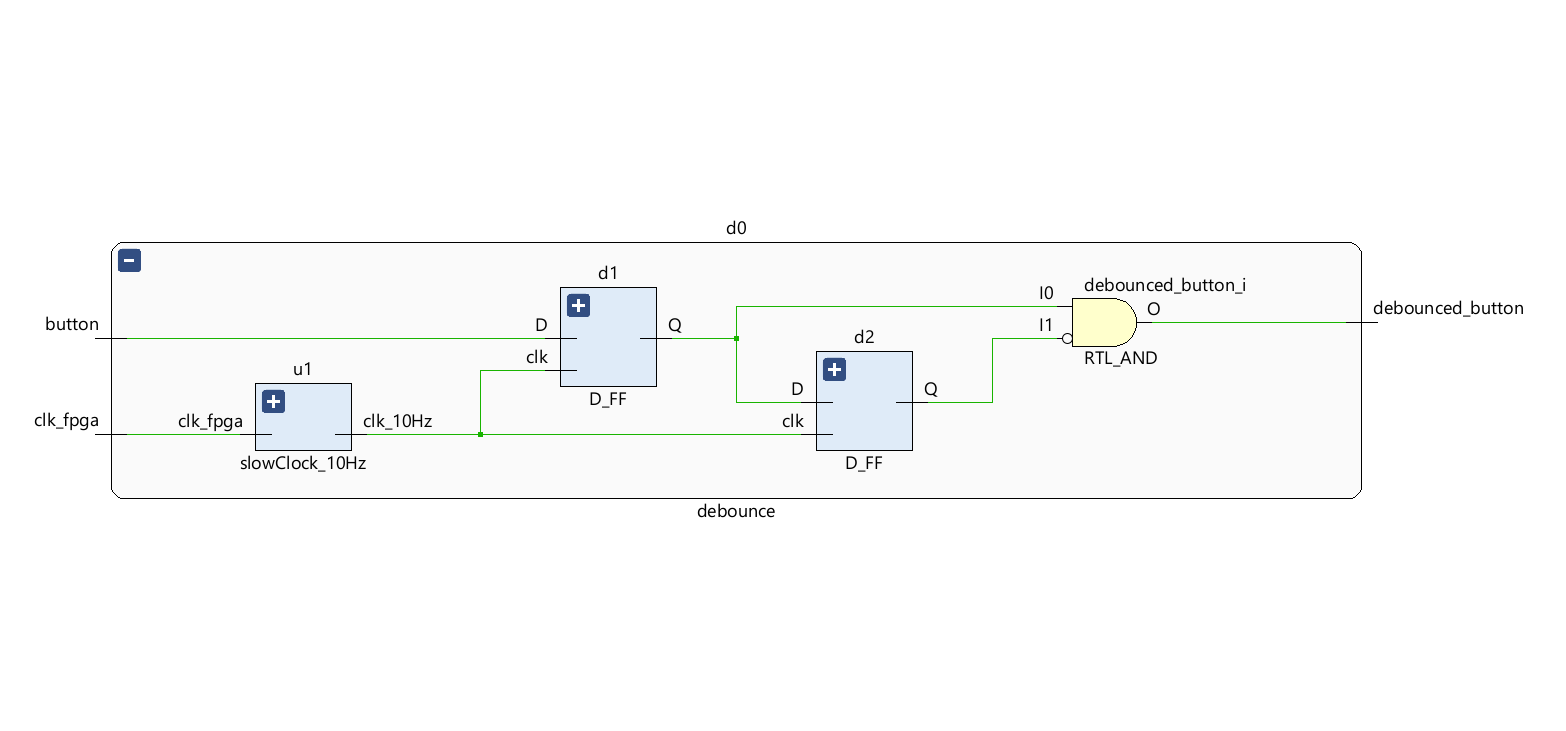 d0
d1
debounced_button_i
I0
O
button
D
Q
I1
debounced_button
d2
clk
RTL_AND
u1
D
Q
D_FF
clk_fpga
clk_fpga
clk_10Hz
clk
slowClock_10Hz
D_FF
debounce